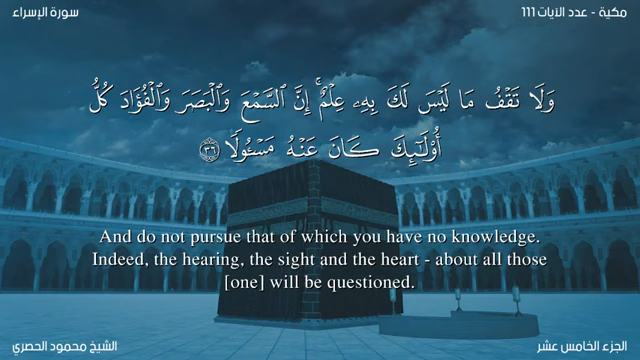 سورة الإسراء
مكية - عدد الآيات 111
وَلَا تَقْفُ مَا لَيْسَ لَكَ بِهِۦ عِلْمٌ ۚ إِنَّ ٱلسَّمْعَ وَٱلْبَصَرَ وَٱلْفُؤَادَ كُلُّ
أُو۟لَـٰٓئِكَ كَانَ عَنْهُ مَسْـُٔولًا ٣٦
And do not pursue that of which you have no knowledge.
Indeed, the hearing, the sight and the heart - about all those
[one] will be questioned.
الشيخ محمود الحصري
الجزء الخامس عشر